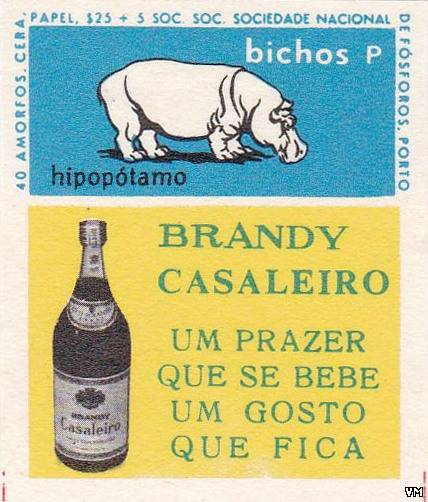 40 AMORFOS, CERA, PAPEL, $25 + 5 SOC. SOC. SOCIEDADE NACIONAL DE FÓSFOROS, PORTO
bichos P
hipopótamo
BRANDY
CASALEIRO
UM PRAZER
QUE SE BEBE
UM GOSTO
QUE FICA
BRANDY
Casaleiro
VM